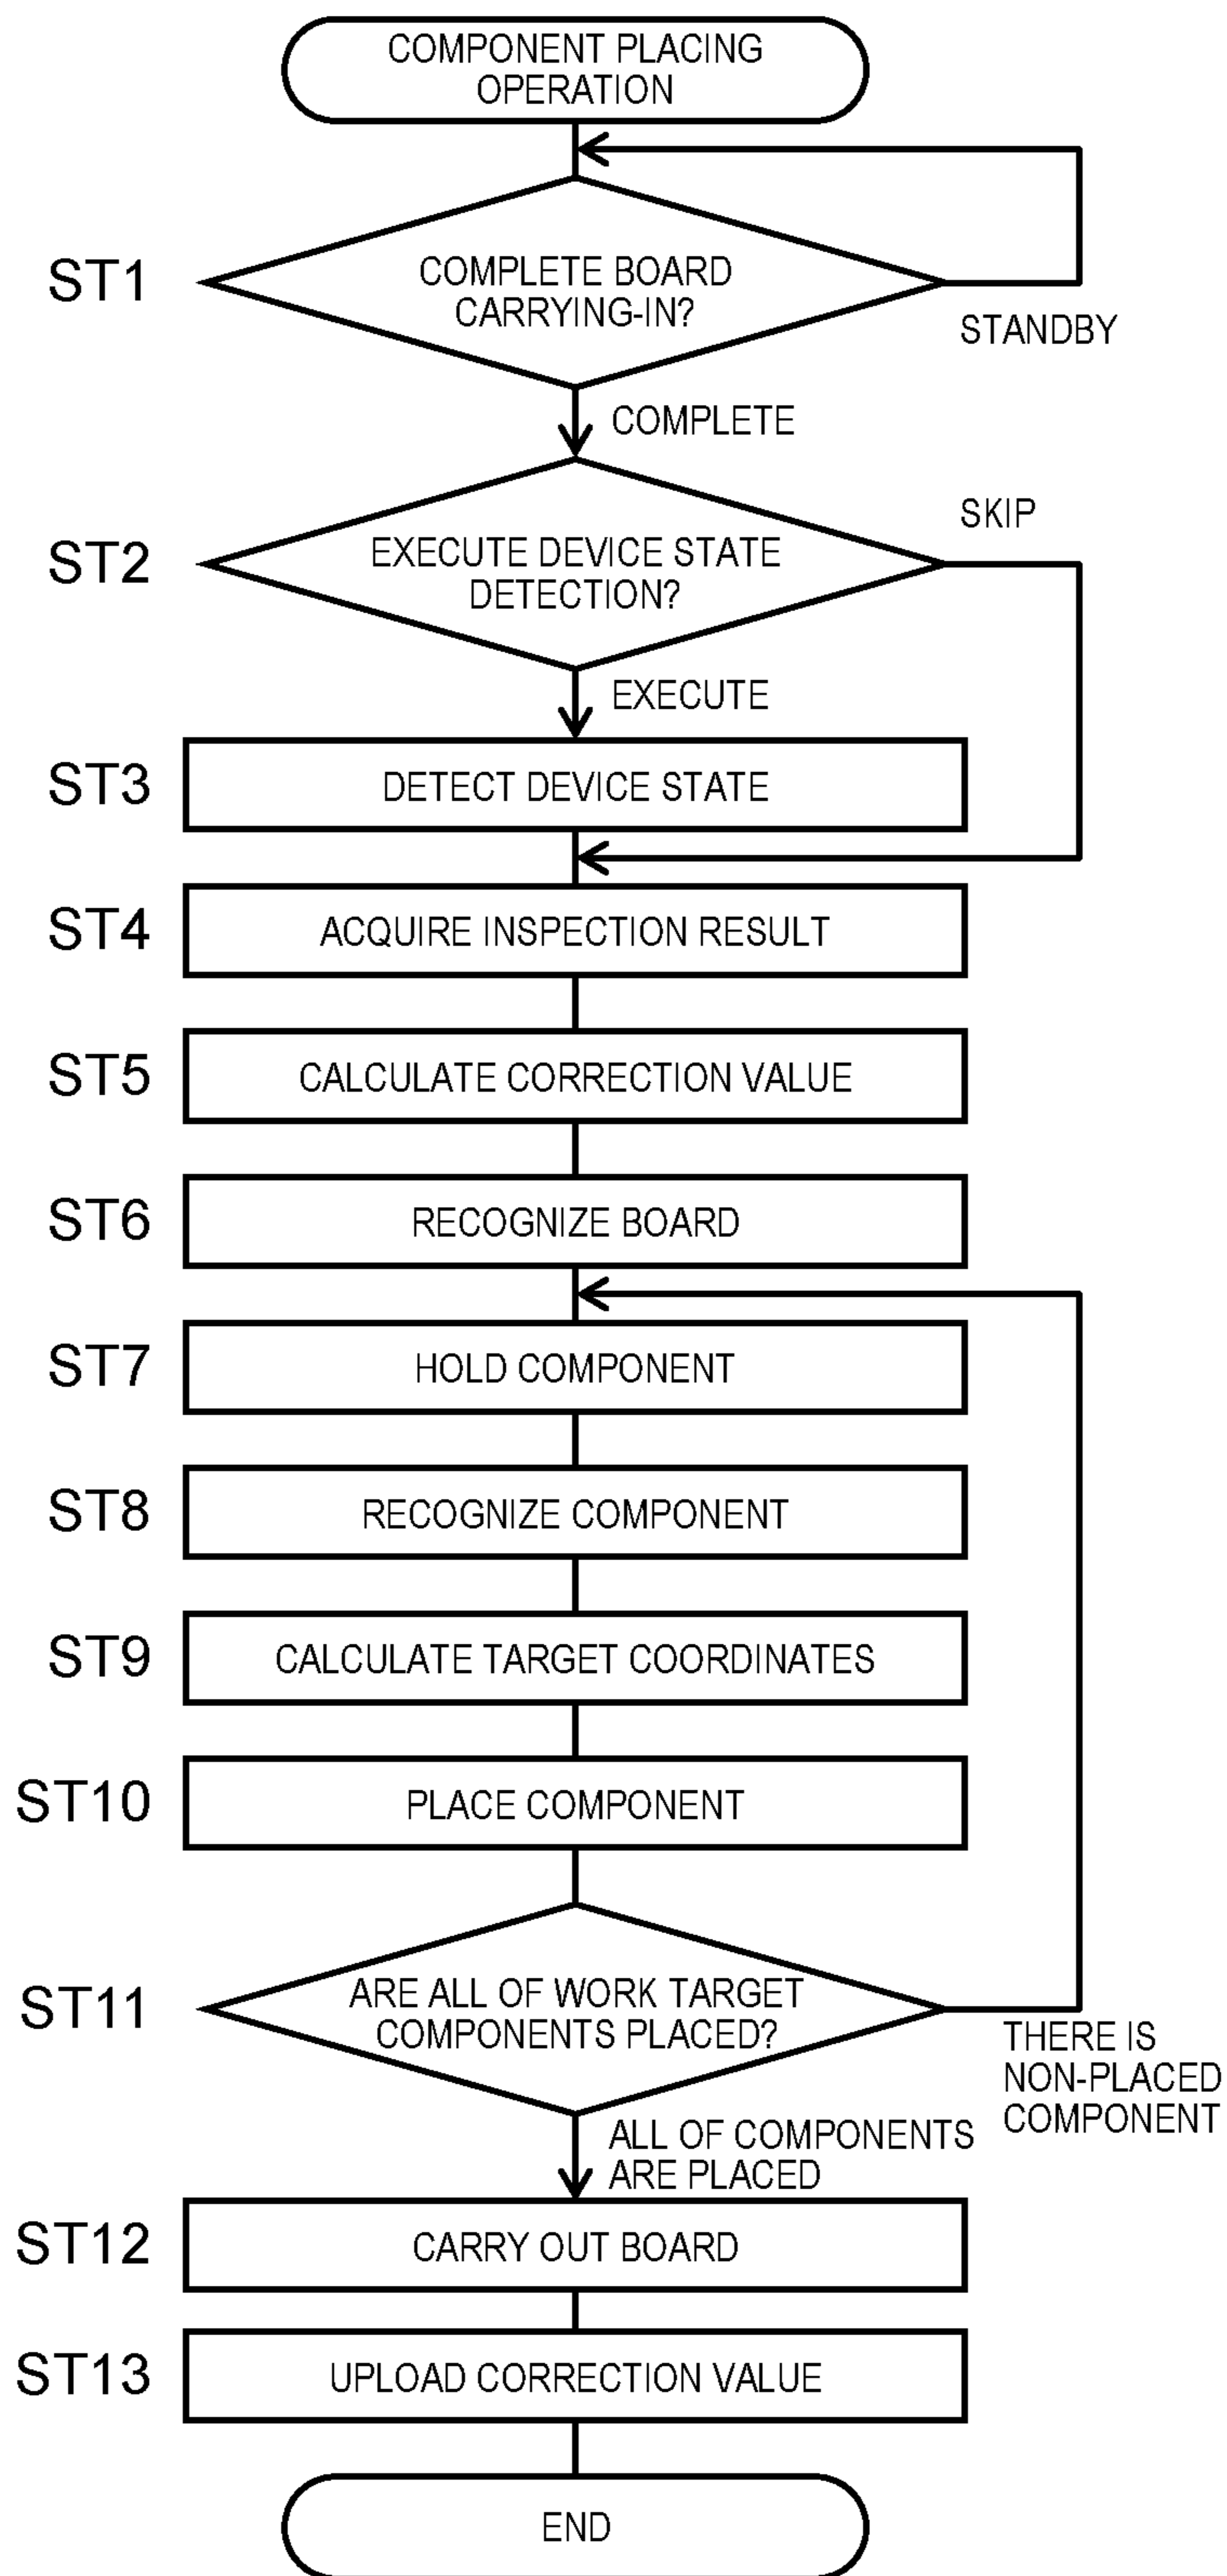 COMPONENT PLACING
OPERATION
ST1
COMPLETE BOARD
CARRYING-IN?
STANDBY
COMPLETE
ST2
EXECUTE DEVICE STATE
DETECTION?
SKIP
EXECUTE
ST3
DETECT DEVICE STATE
ST4
ACQUIRE INSPECTION RESULT
ST5
CALCULATE CORRECTION VALUE
ST6
RECOGNIZE BOARD
ST7
HOLD COMPONENT
ST8
RECOGNIZE COMPONENT
ST9
CALCULATE TARGET COORDINATES
ST10
PLACE COMPONENT
ST11
ARE ALL OF WORK TARGET
COMPONENTS PLACED?
THERE IS
NON-PLACED
COMPONENT
ALL OF COMPONENTS
ARE PLACED
ST12
CARRY OUT BOARD
ST13
UPLOAD CORRECTION VALUE
END